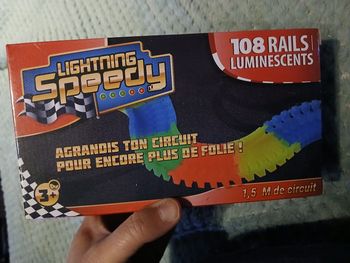 LIGHTNING
Speedy
108 RAILS
LUMINESCENTS
AGRANDIS TON CIRCUIT
POUR ENCORE PLUS DE FOLIE !
3+
1,5 M de circuit